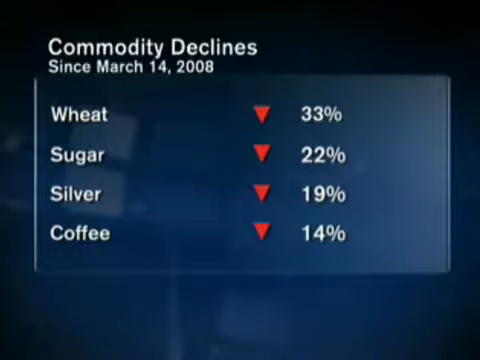 Commodity Declines
Since March 14, 2008
Wheat 33%
Sugar 22%
Silver 19%
Coffee 14%